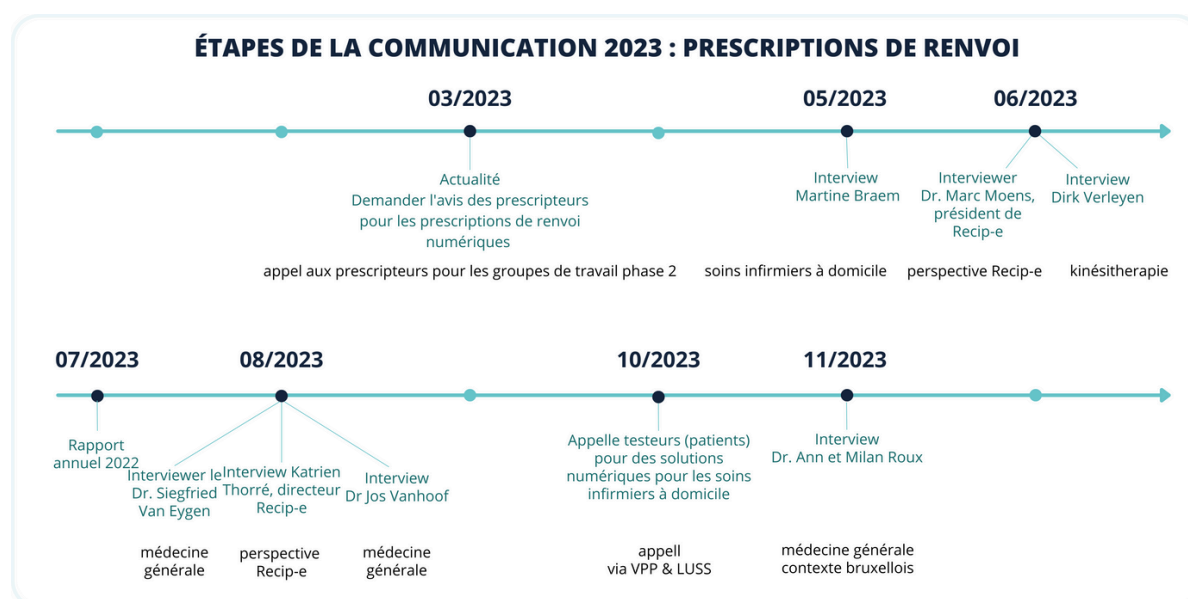 ÉTAPES DE LA COMMUNICATION 2023 : PRESCRIPTIONS DE RENVOI
03/2023
05/2023
06/2023
Actualité
Demander l'avis des prescripteurs
pour les prescriptions de renvoi
numériques
Interview
Martine Braem
Interviewer
Dr. Marc Moens,
président de
Recip-e
Interview
Dirk Verleyen
appel aux prescripteurs pour les groupes de travail phase 2
soins infirmiers à domicile
perspective Recip-e
kinésitherapie
07/2023
08/2023
10/2023
11/2023
Rapport
annuel 2022
Interviewer le
Dr. Siegfried
Van Eygen
Interview Katrien
Thorré, directeur
Recip-e
Interview
Dr Jos Vanhoof
Appelle testeurs (patients)
pour des solutions
numériques pour les soins
infirmiers à domicile
Interview
Dr. Ann et Milan Roux
médecine
générale
perspective
Recip-e
médecine
générale
appell
via VPP & LUSS
médecine générale
contexte bruxellois